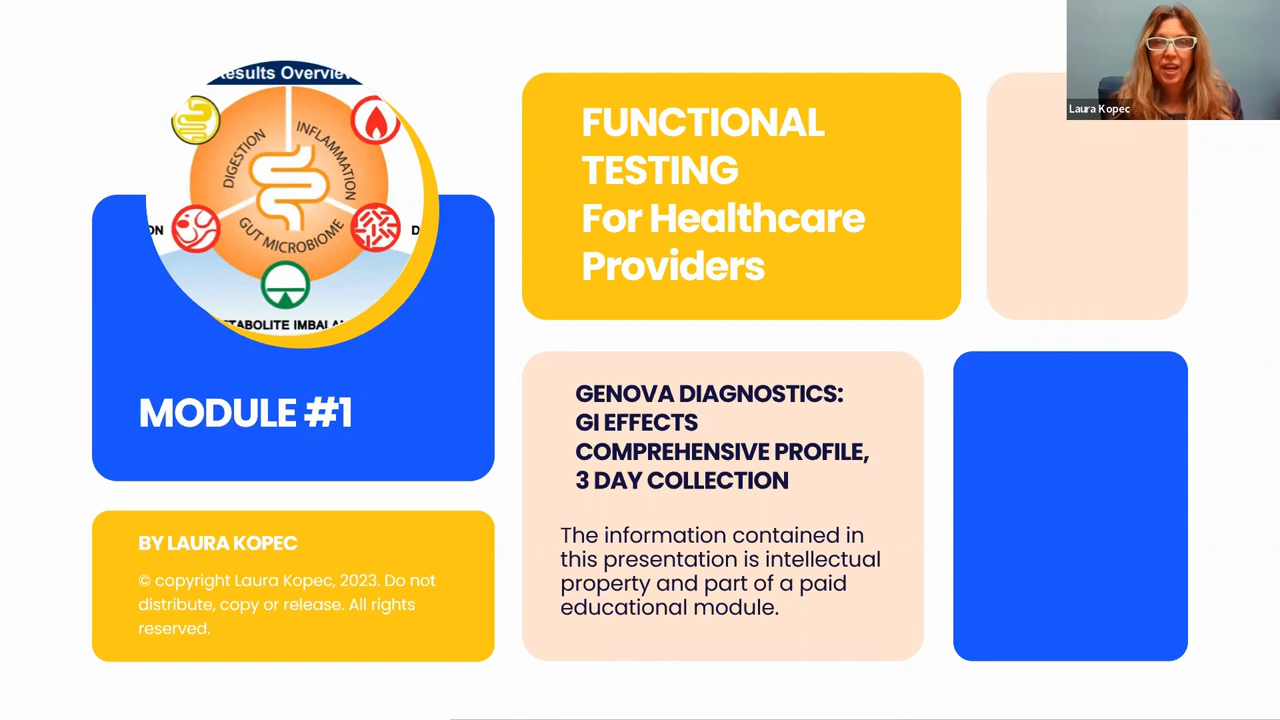 Results Overview
DIGESTION
INFLAMMATION
GUT MICROBIOME
MODULE #1
BY LAURA KOPEC
© copyright Laura Kopec, 2023. Do not
distribute, copy or release. All rights
reserved.
FUNCTIONAL
TESTING
For Healthcare
Providers
GENOVA DIAGNOSTICS:
GI EFFECTS
COMPREHENSIVE PROFILE,
3 DAY COLLECTION
The information contained in
this presentation is intellectual
property and part of a paid
educational module.
Laura Kopec